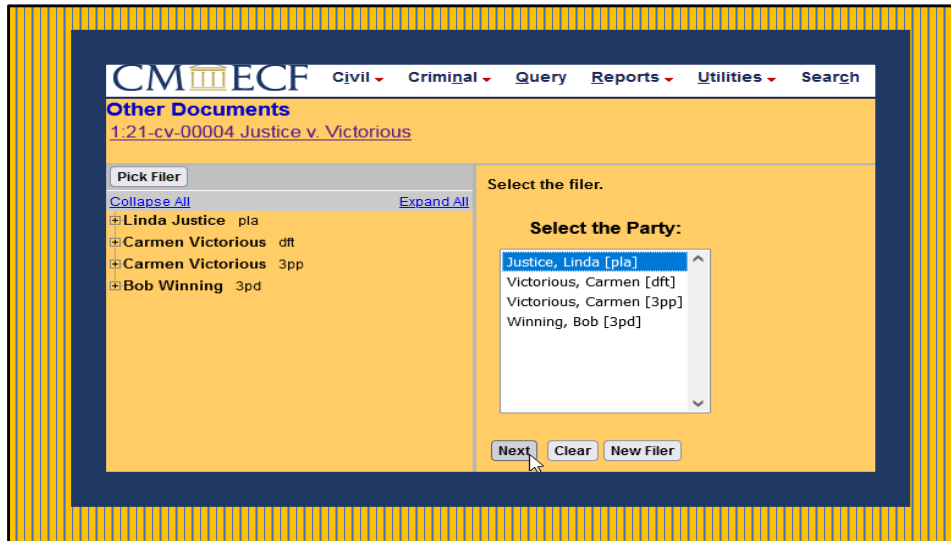 CM ECF Civil Criminal Query Reports Utilities Search
Other Documents
1:21-cv-00004 Justice v. Victorious
Pick Filer
Collapse All Expand All
Linda Justice pla
Carmen Victorious dft
Carmen Victorious 3pp
Bob Winning 3pd
Select the filer.
Select the Party:
Justice, Linda [pla]
Victorious, Carmen [dft]
Victorious, Carmen [3pp]
Winning, Bob [3pd]
Next Clear New Filer